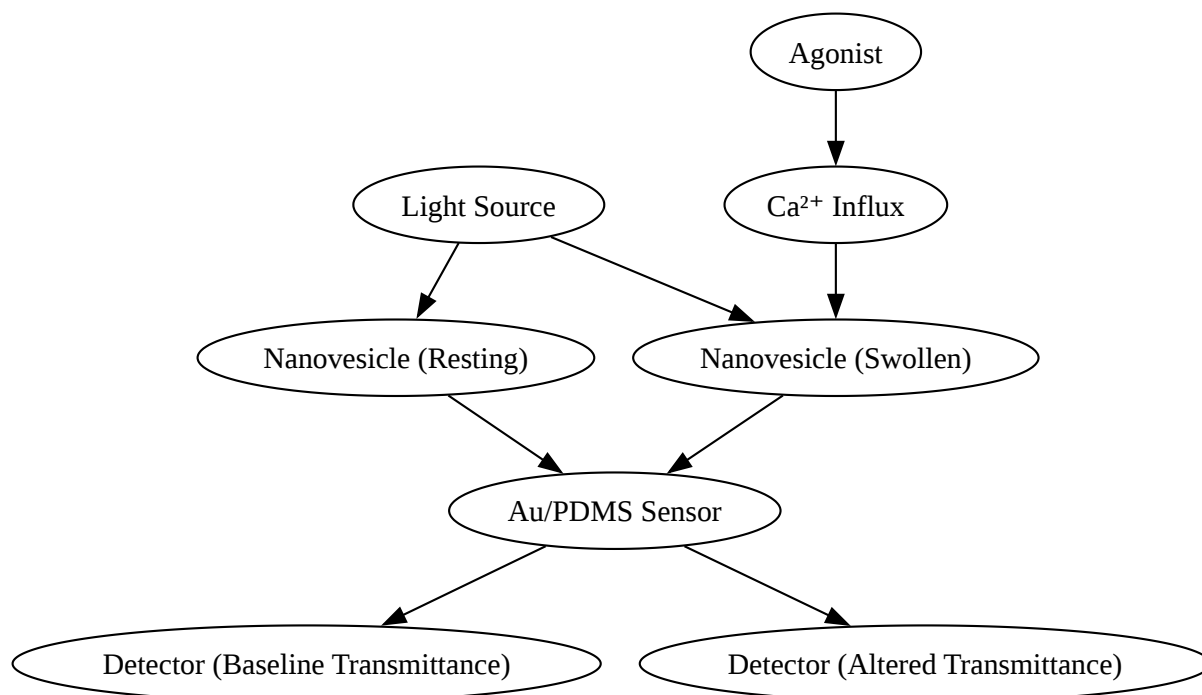 Agonist
Light Source
Ca²⁺ Influx
Nanovesicle (Resting)
Nanovesicle (Swollen)
Au/PDMS Sensor
Detector (Baseline Transmittance)
Detector (Altered Transmittance)